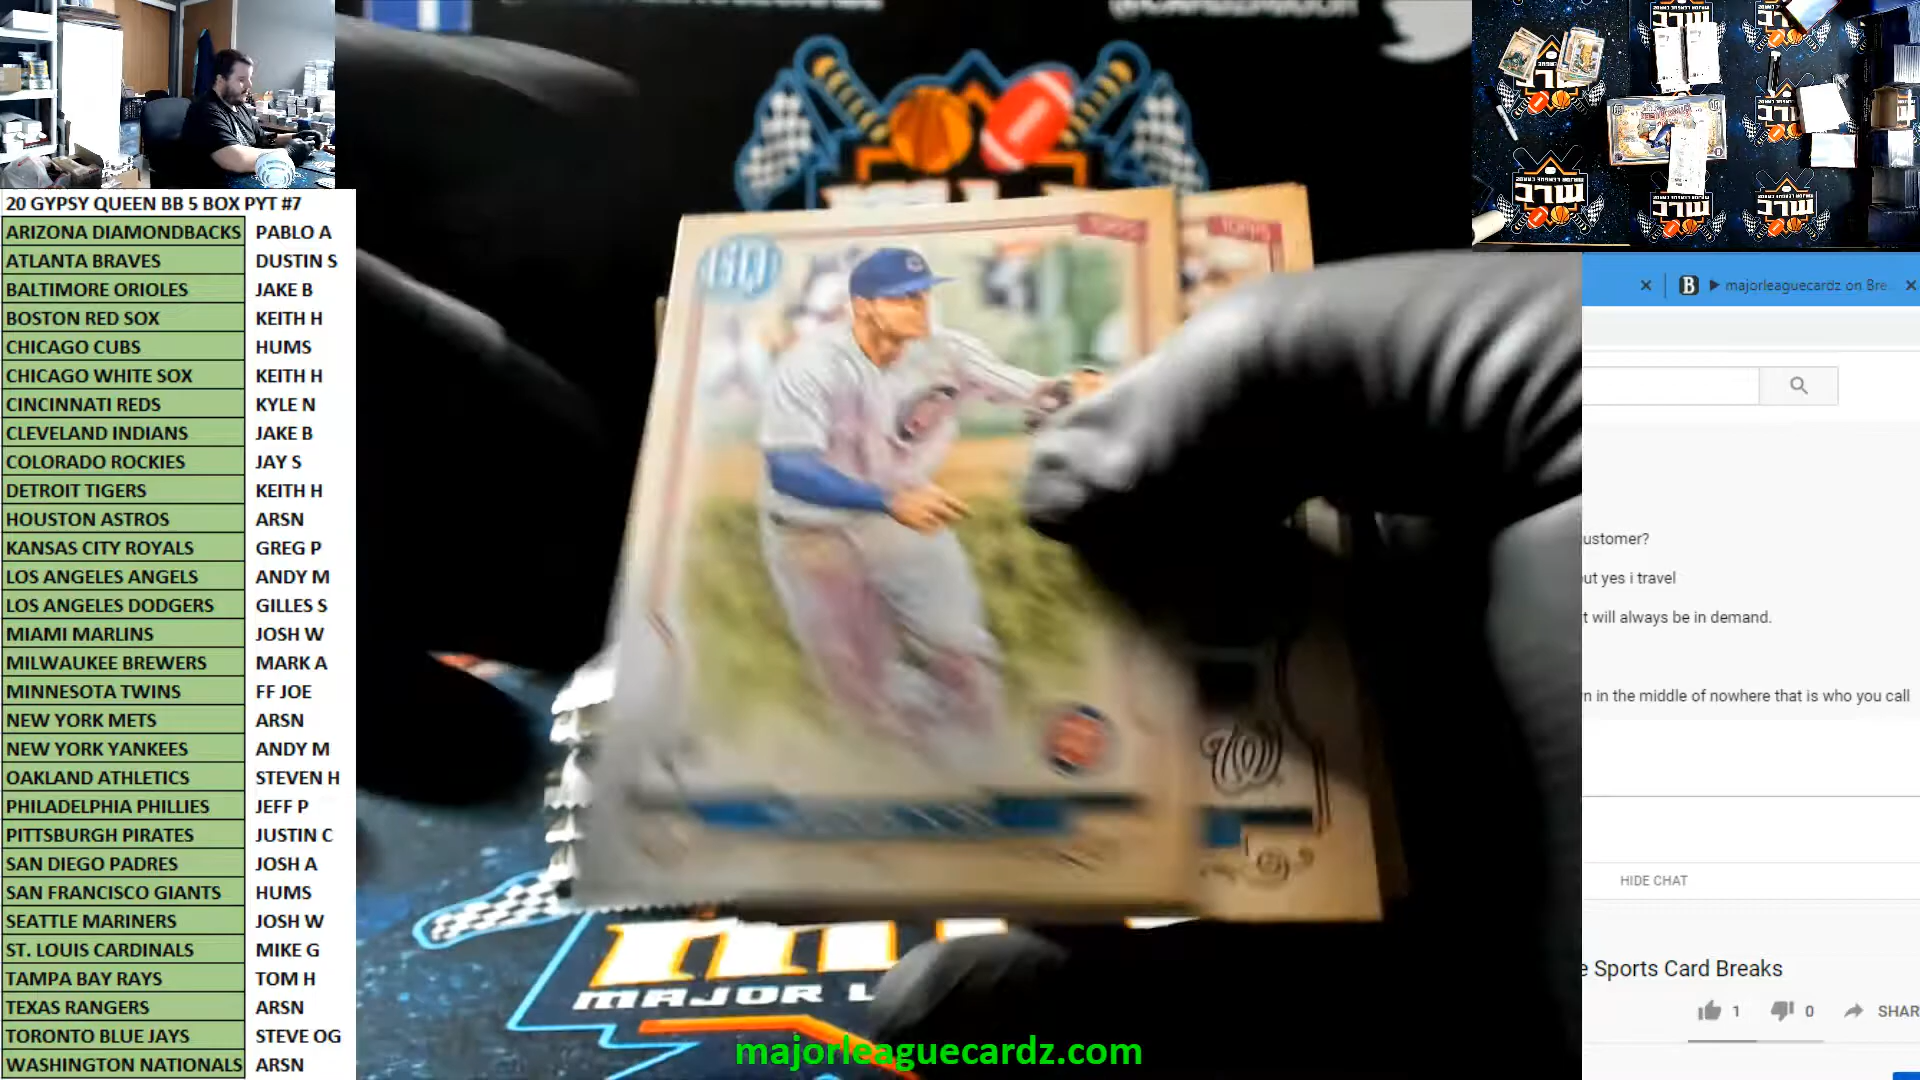 20 GYPSY QUEEN BB 5 BOX PYT #7
ARIZONA DIAMONDBACKS PABLO A
ATLANTA BRAVES DUSTIN S
BALTIMORE ORIOLES JAKE B
BOSTON RED SOX KEITH H
CHICAGO CUBS HUMS
CHICAGO WHITE SOX KEITH H
CINCINNATI REDS KYLE N
CLEVELAND INDIANS JAKE B
COLORADO ROCKIES JAY S
DETROIT TIGERS KEITH H
HOUSTON ASTROS ARSN
KANSAS CITY ROYALS GREG P
LOS ANGELES ANGELS ANDY M
LOS ANGELES DODGERS GILLES S
MIAMI MARLINS JOSH W
MILWAUKEE BREWERS MARK A
MINNESOTA TWINS FF JOE
NEW YORK METS ARSN
NEW YORK YANKEES ANDY M
OAKLAND ATHLETICS STEVEN H
PHILADELPHIA PHILLIES JEFF P
PITTSBURGH PIRATES JUSTIN C
SAN DIEGO PADRES JOSH A
SAN FRANCISCO GIANTS HUMS
SEATTLE MARINERS JOSH W
ST. LOUIS CARDINALS MIKE G
TAMPA BAY RAYS TOM H
TEXAS RANGERS ARSN
TORONTO BLUE JAYS STEVE OG
WASHINGTON NATIONALS ARSN
TOPPS
TOPPS
W
MAJOR L
majorleaguecardz.com
B majorleaguecardz on Bre
ustomer?
ut yes i travel
t will always be in demand.
n in the middle of nowhere that is who you call
HIDE CHAT
e Sports Card Breaks
1 0 SHAR